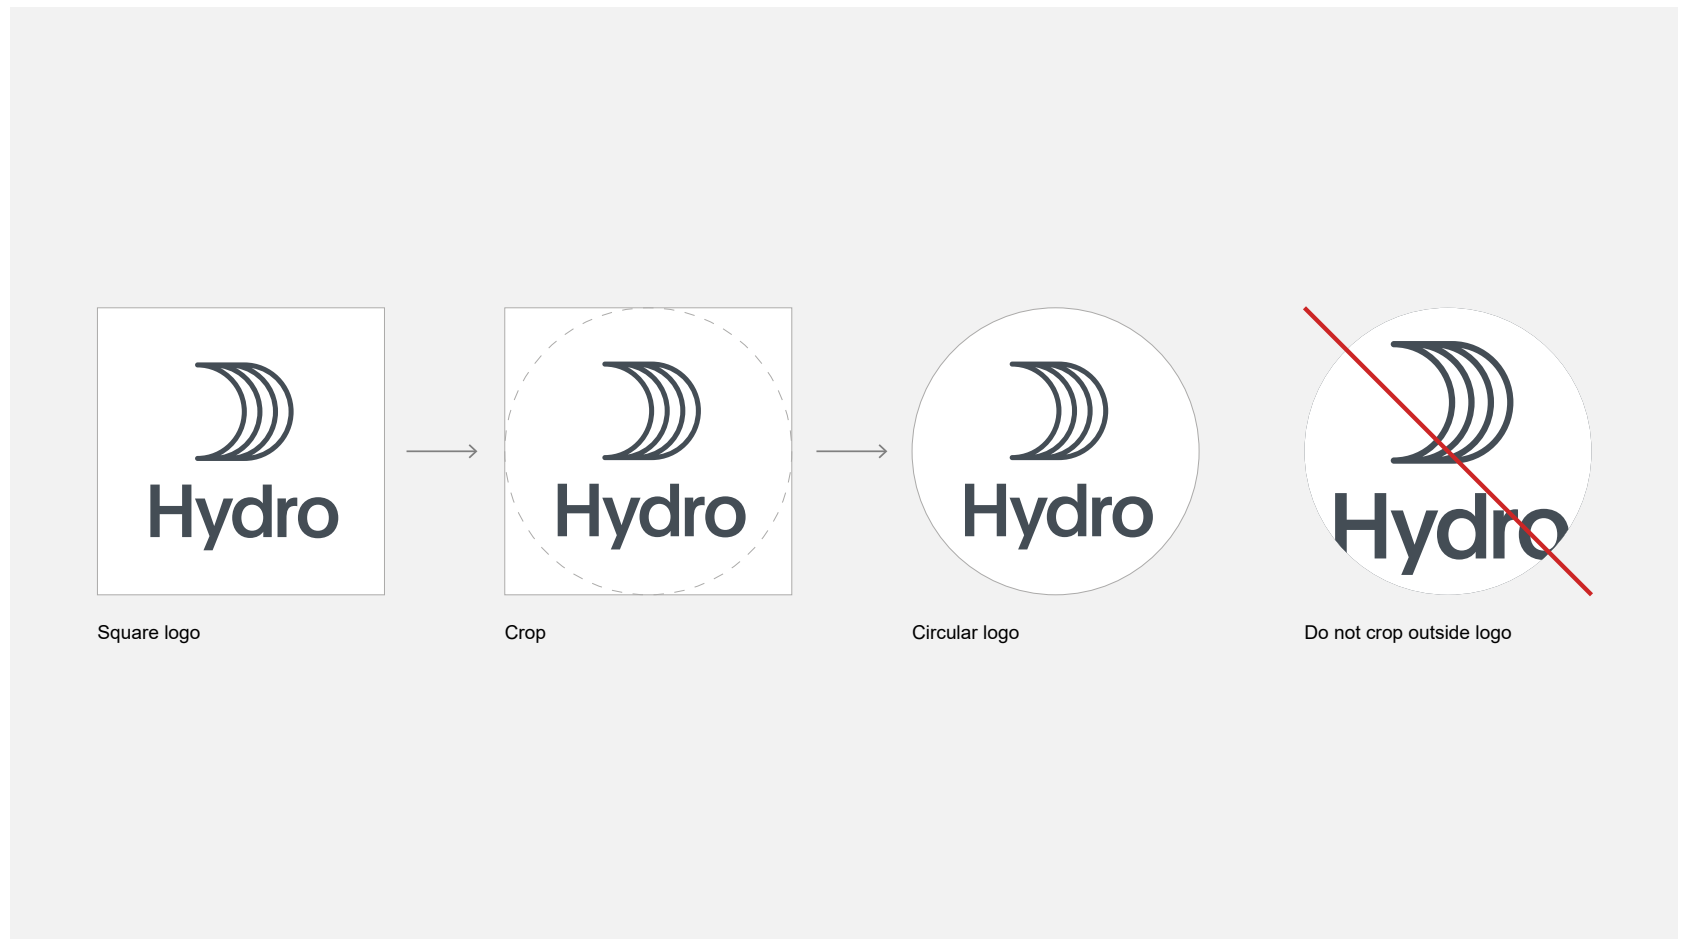 Hydro
Hydro
Hydro
Hydro
Square logo
Crop
Circular logo
Do not crop outside logo